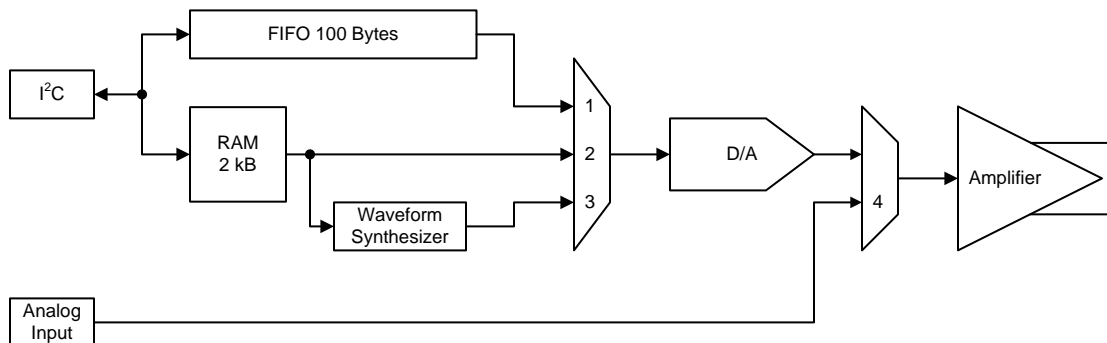 FIFO 100 Bytes
I²C
RAM
2 kB
1
2
3
D/A
4
Amplifier
Waveform
Synthesizer
Analog
Input